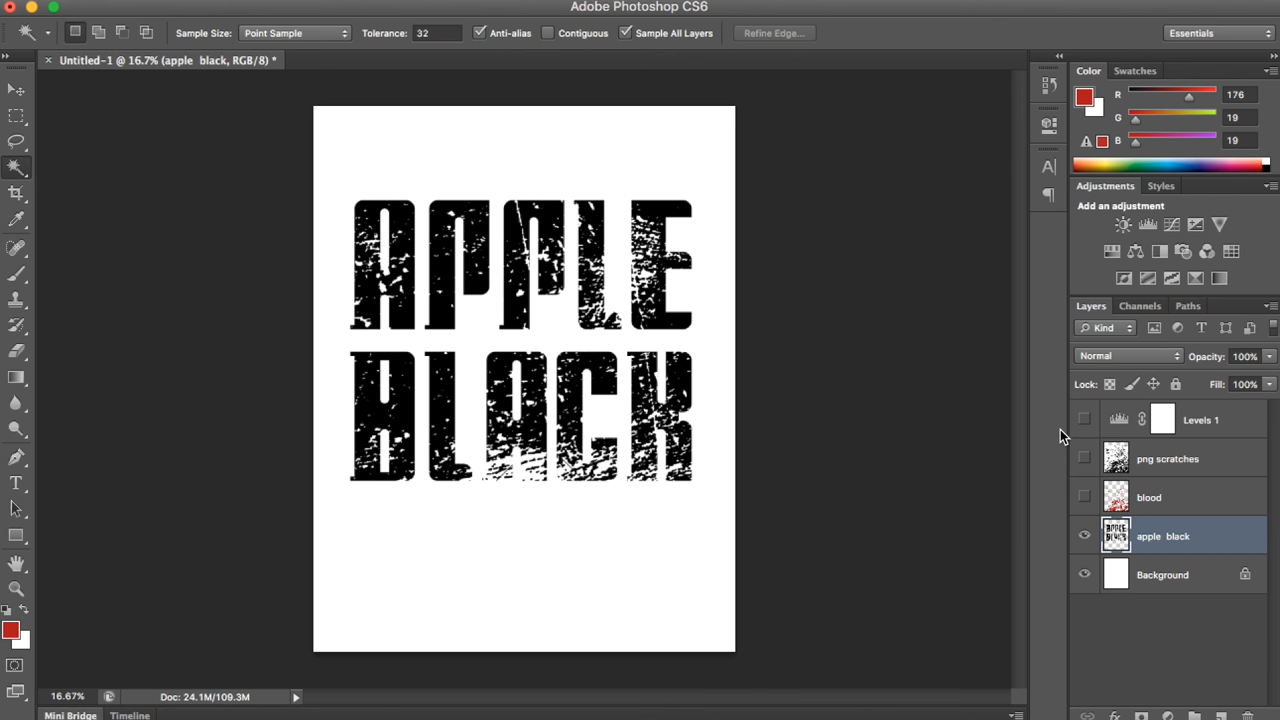 Adobe Photoshop CS6
Sample Size: Point Sample Tolerance: 32 Anti-alias Contiguous Sample All Layers Refine Edge... Essentials
× Untitled-1 @ 16.7% (apple  black, RGB/8) *
Color Swatches
R 176
G 19
B 19
Adjustments Styles
Add an adjustment
Layers Channels Paths
Kind
Normal Opacity: 100%
Lock: Fill: 100%
Levels 1
png scratches
blood
apple  black
Background
APPLE
BLACK
16.67% Doc: 24.1M/109.3M
Mini Bridge Timeline